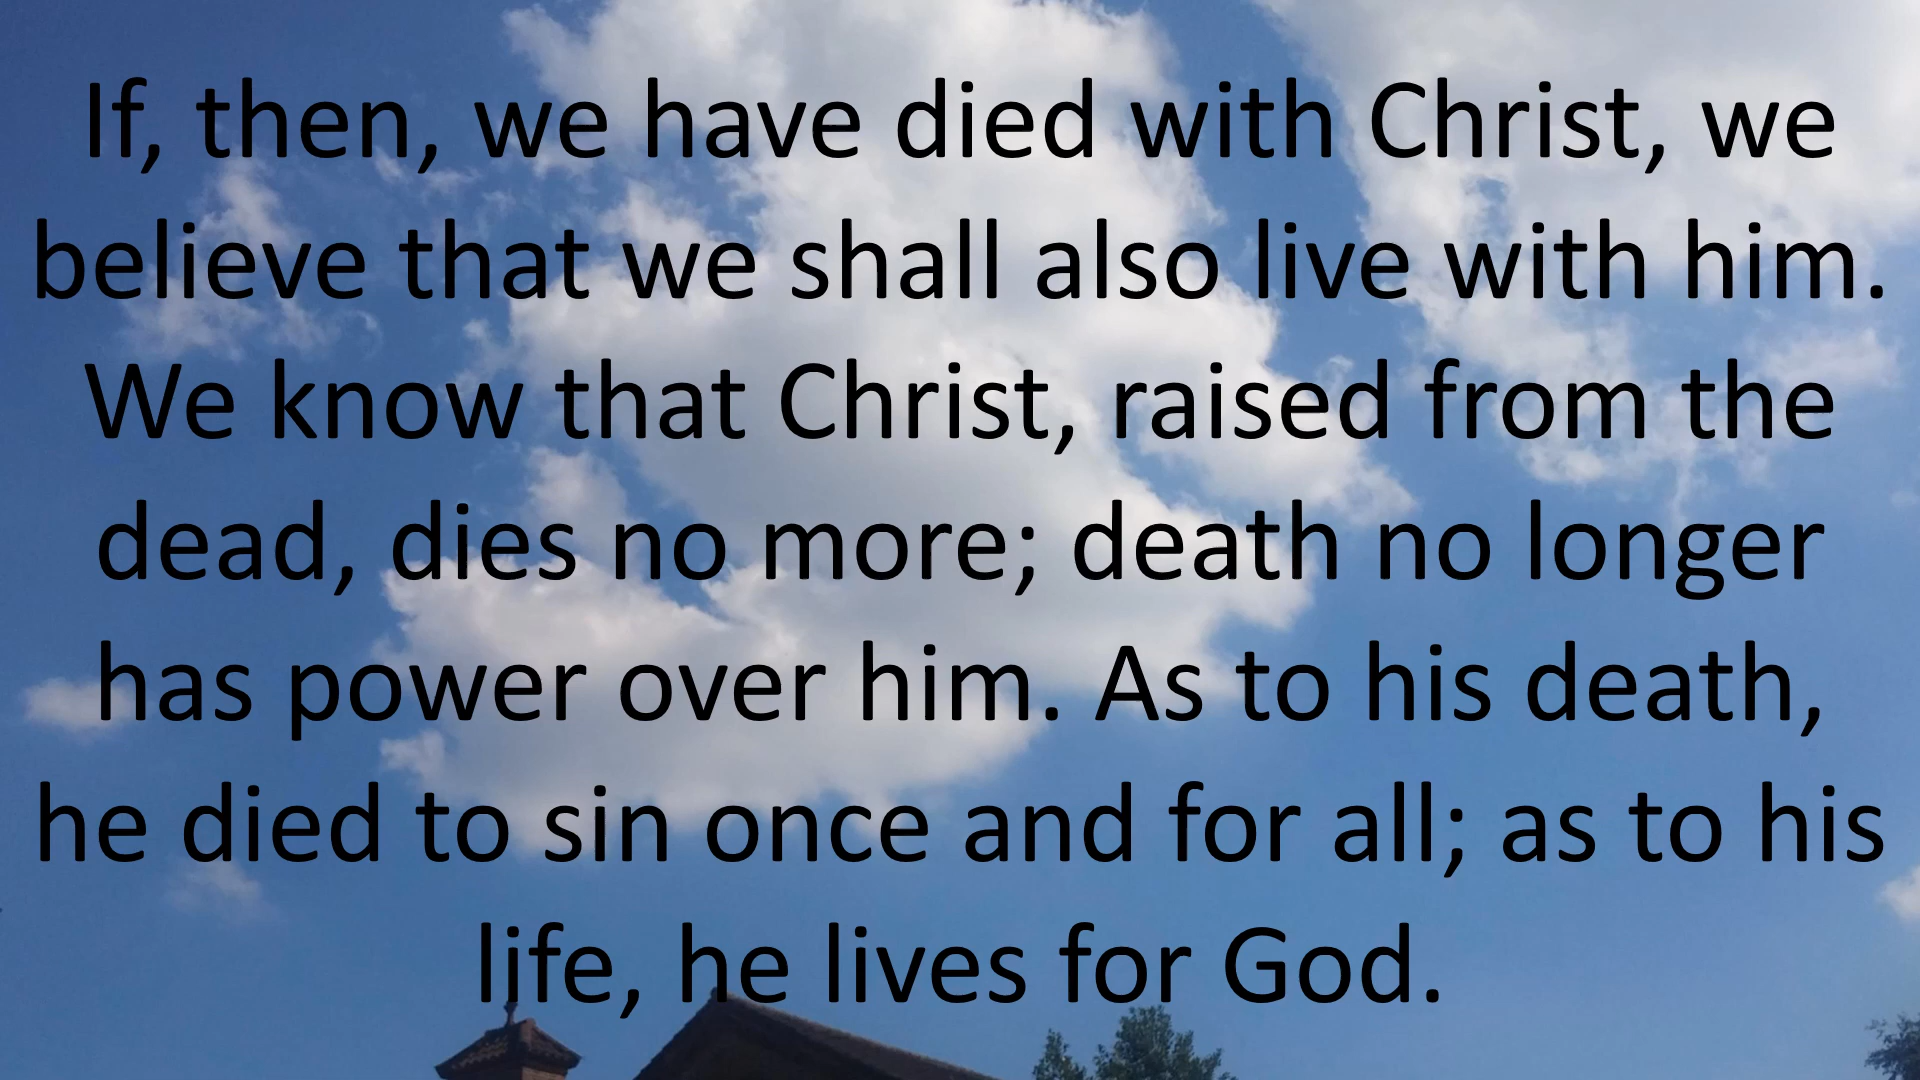 If, then, we have died with Christ, we
believe that we shall also live with him.
We know that Christ, raised from the
dead, dies no more; death no longer
has power over him. As to his death,
he died to sin once and for all; as to his
life, he lives for God.